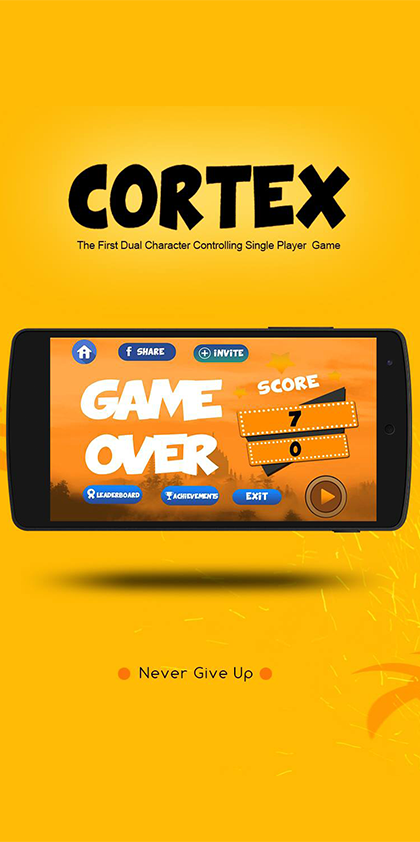 CORTEX
The First Dual Character Controlling Single Player Game
f SHARE
INVITE
GAME
OVER
SCORE
7
0
LEADERBOARD
ACHIEVEMENTS
EXIT
Never Give Up